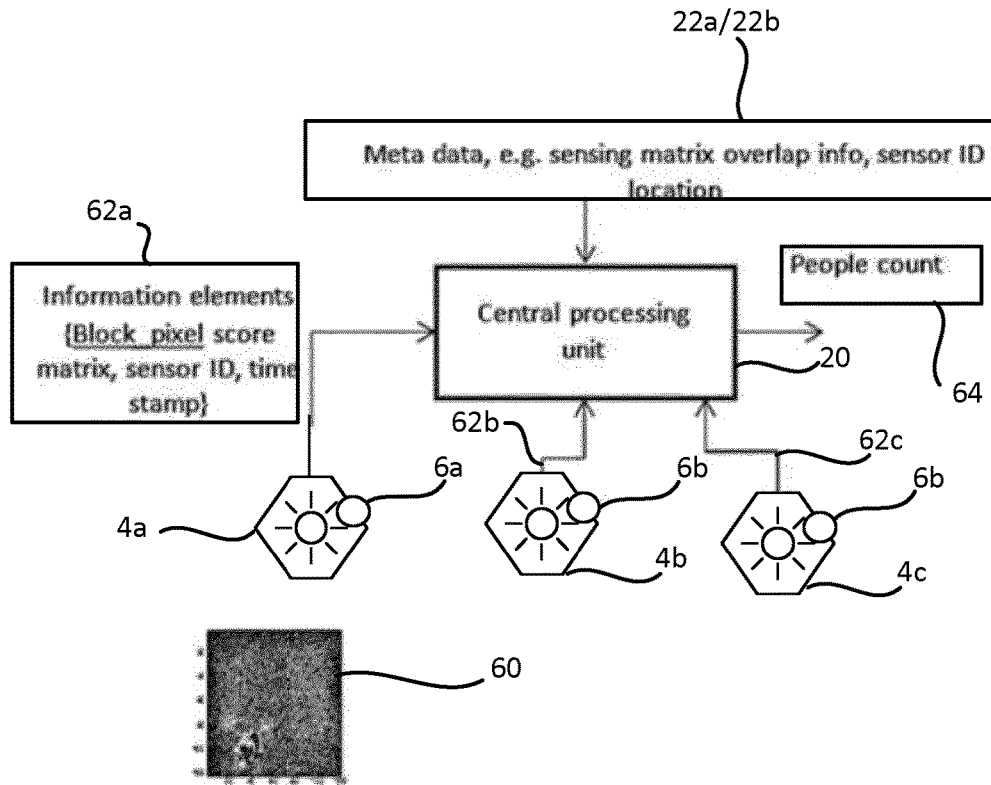 22a/22b
Meta data, e.g. sensing matrix overlap info, sensor ID
location
62a
Information elements
{Block_pixel score
matrix, sensor ID, time
stamp}
Central processing
unit
People count
20
64
62b
62c
6a
6b
6b
4a
4b
4c
60